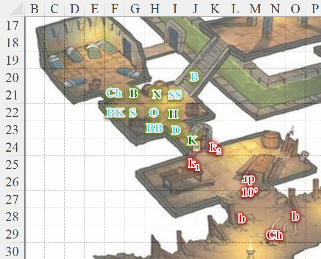 B C D E F G H I J K L M N O P
17
18
19
20 B
21 Ch B N SS
22 BK S O H
23 BB D
24 K k₂
25 k₁
26 др
27 10°
28 b b
29 Ch
30